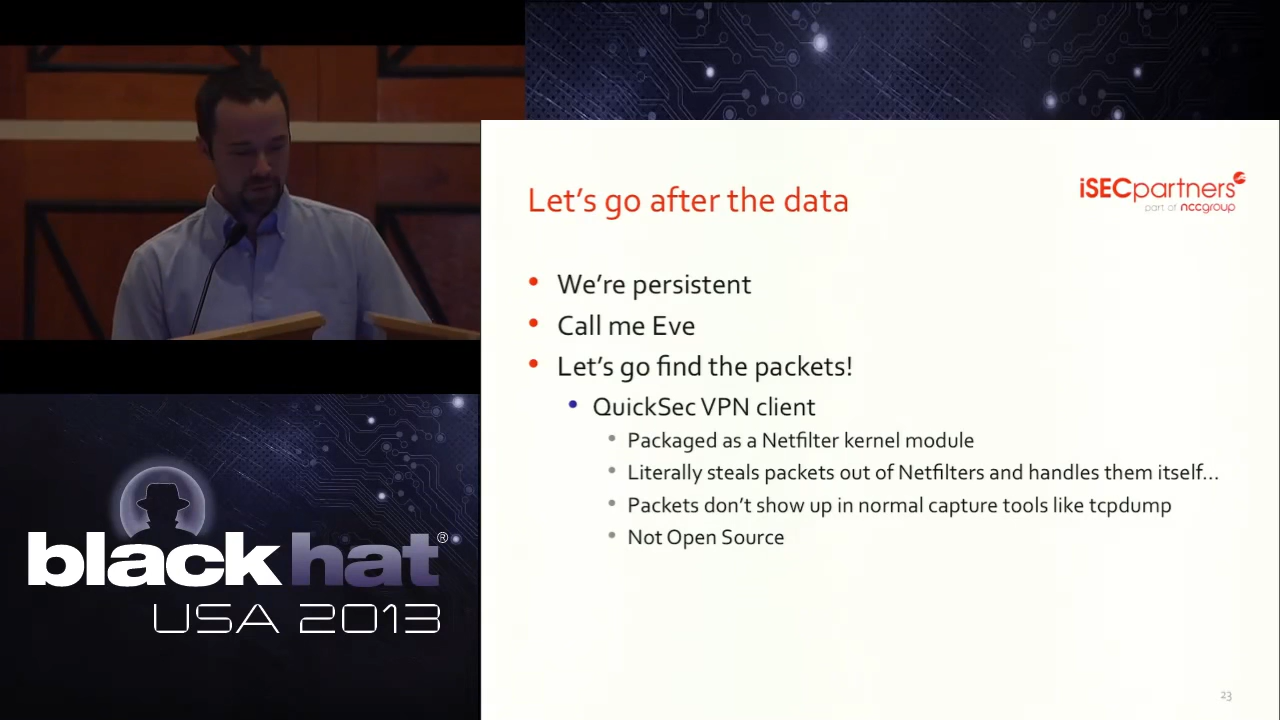 Let's go after the data
iSECpartners
part of nccgroup
• We're persistent
• Call me Eve
• Let's go find the packets!
• QuickSec VPN client
• Packaged as a Netfilter kernel module
• Literally steals packets out of Netfilters and handles them itself...
• Packets don't show up in normal capture tools like tcpdump
• Not Open Source
blackhat®
USA 2013
23